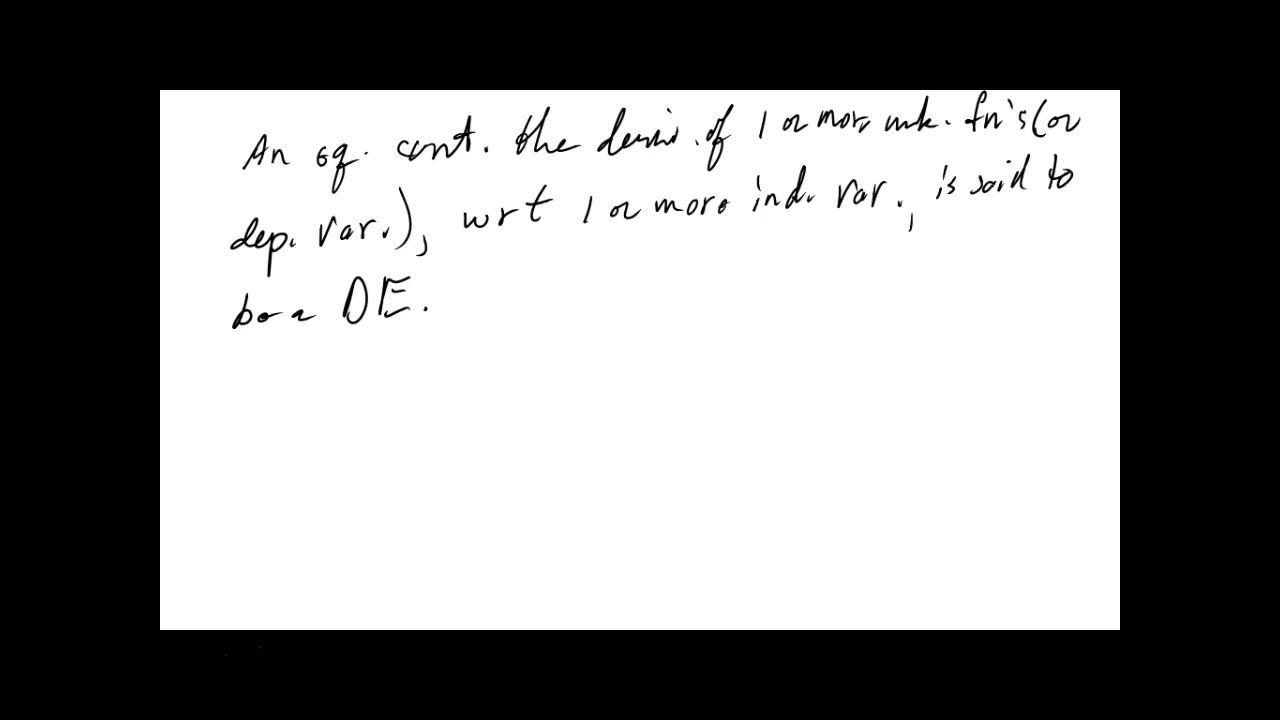 An eq. cont. the deriv. of 1 or more unk. fn's (or
dep. var.), wrt 1 or more ind. var., is said to
be a DE.